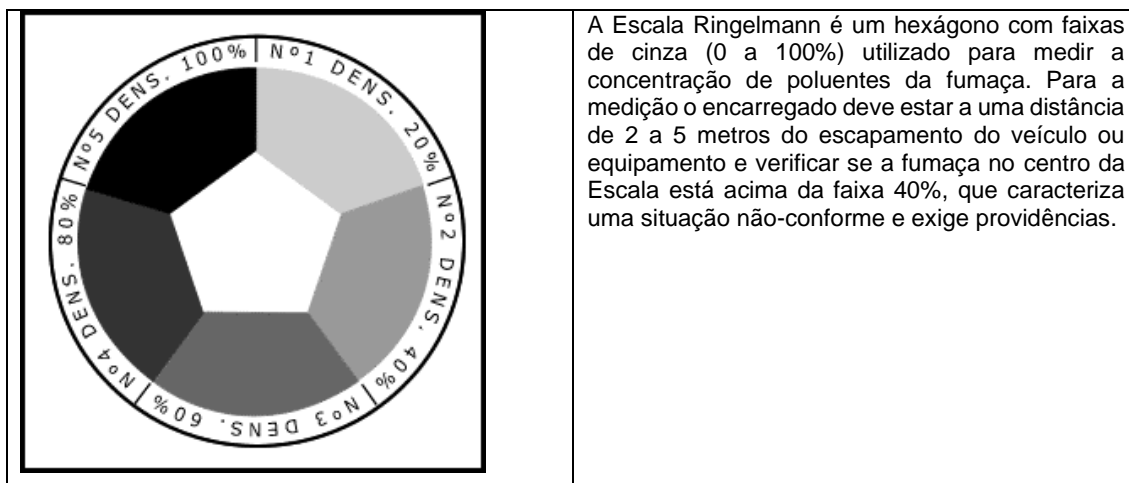 Nº1 DENS. 20%
Nº2 DENS. 40%
Nº3 DENS. 60%
Nº4 DENS. 80%
Nº5 DENS. 100%
A Escala Ringelmann é um hexágono com faixas
de cinza (0 a 100%) utilizado para medir a
concentração de poluentes da fumaça. Para a
medição o encarregado deve estar a uma distância
de 2 a 5 metros do escapamento do veículo ou
equipamento e verificar se a fumaça no centro da
Escala está acima da faixa 40%, que caracteriza
uma situação não-conforme e exige providências.